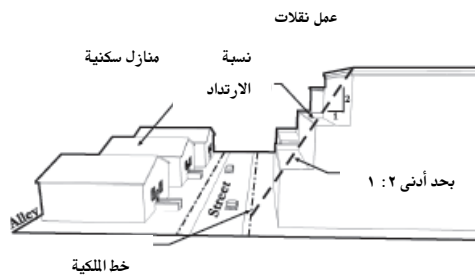 عمل نقلات
نسبة
الارتداد
منازل سكنية
2
1
بحد أدنى ٢: ١
Street
Alley
خط الملكية